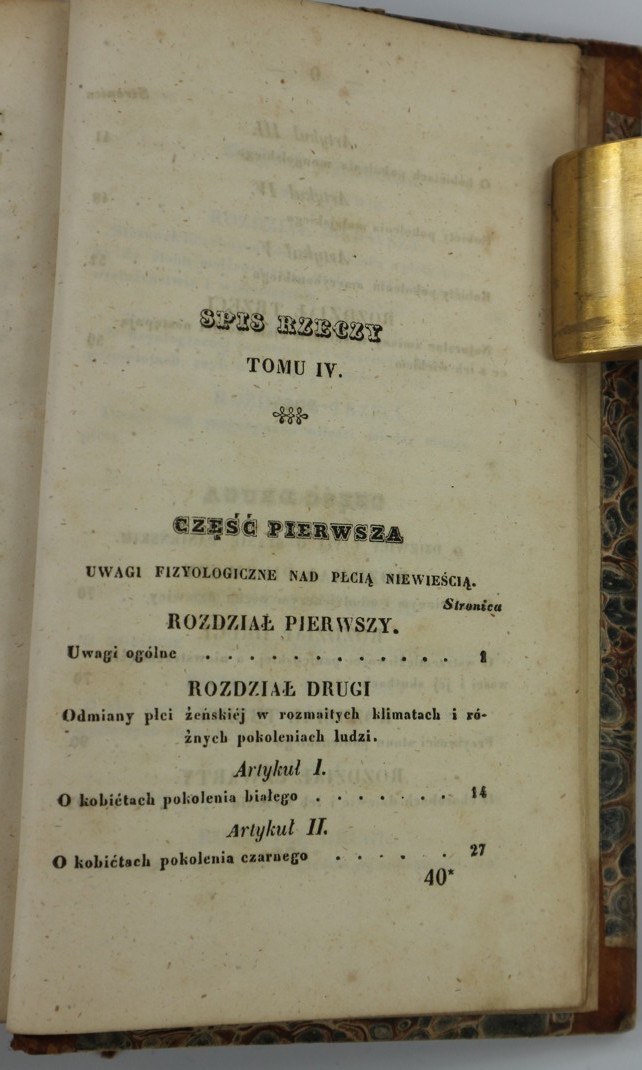 SPIS RZECZY
TOMU IV.
CZĘŚĆ PIERWSZA
UWAGI FIZYOLOGICZNE NAD PŁCIĄ NIEWIEŚCIĄ.
Stronica
ROZDZIAŁ PIERWSZY.
Uwagi ogólne . . . . . . . . . . . .
ROZDZIAŁ DRUGI
Odmiany płci żeńskiéj w rozmaitych klimatach i ró-
żnych pokoleniach ludzi.
Artykuł I.
O kobiétach pokolenia białego . . . . . . . 14
Artykuł II.
O kobiétach pokolenia czarnego . . . . . 27
40*